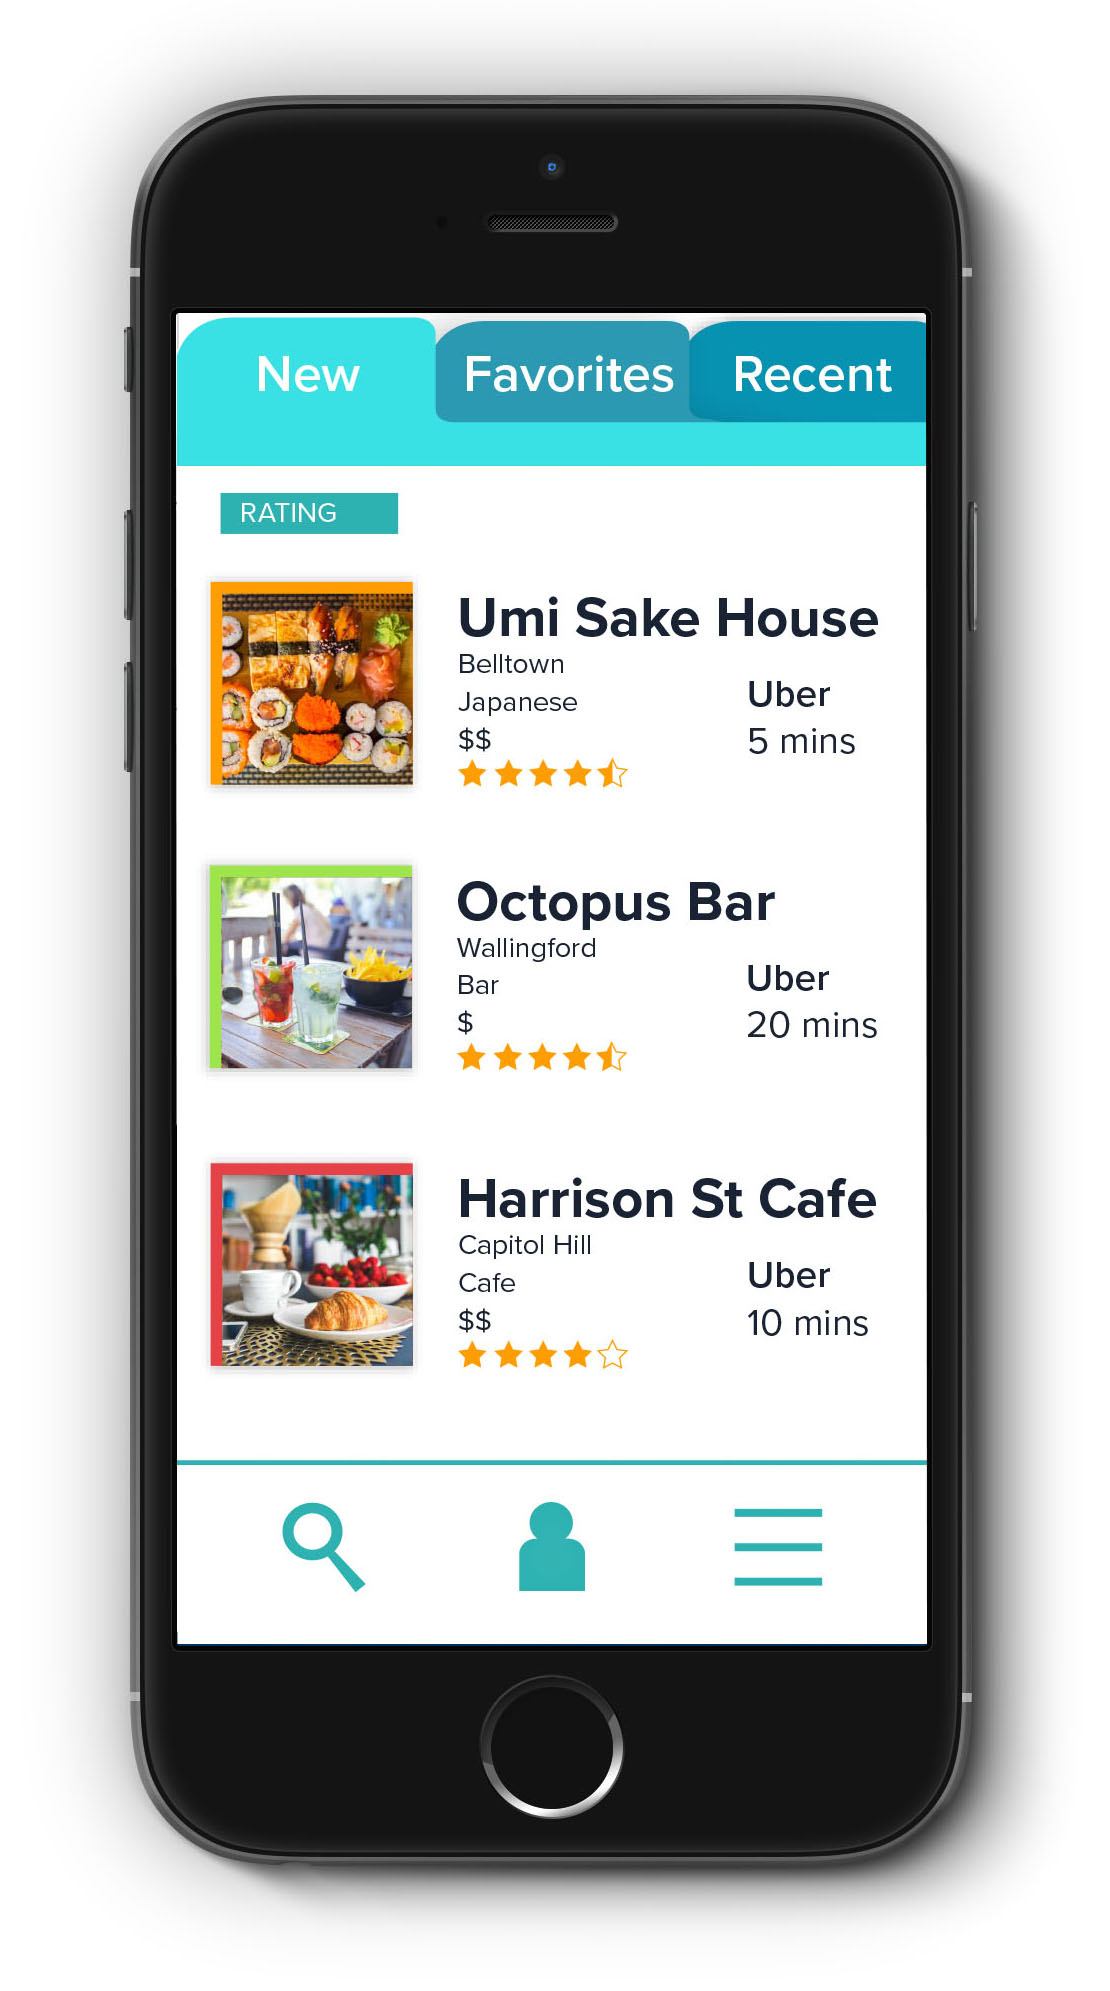 New
Favorites
Recent
RATING
Umi Sake House
Belltown
Japanese
$$
Uber
5 mins
Octopus Bar
Wallingford
Bar
$
Uber
20 mins
Harrison St Cafe
Capitol Hill
Cafe
$$
Uber
10 mins